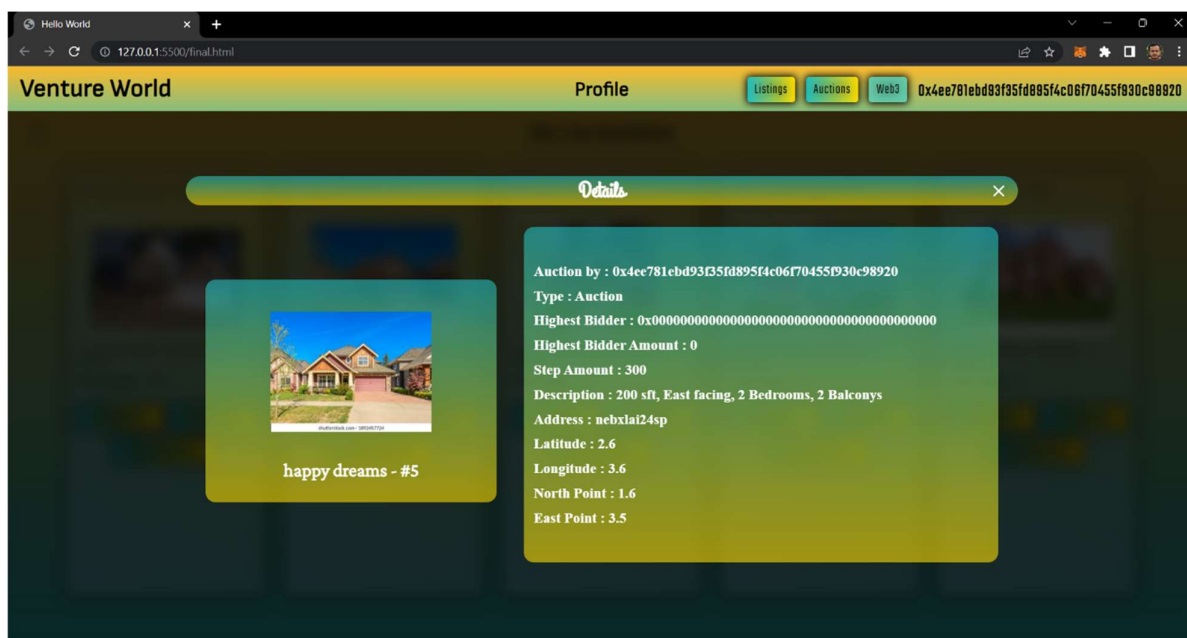 Hello World
127.0.0.1:5500/final.html
Venture World
Profile
Listings
Auctions
Web3
0x4ee781ebd93f35fd895f4c06f70455f930c98920
Details
Auction by : 0x4ee781ebd93f35fd895f4c06f70455f930c98920
Type : Auction
Highest Bidder : 0x0000000000000000000000000000000000000000
Highest Bidder Amount : 0
Step Amount : 300
Description : 200 sft, East facing, 2 Bedrooms, 2 Balconys
Address : nebxlai24sp
Latitude : 2.6
Longitude : 3.6
North Point : 1.6
East Point : 3.5
happy dreams - #5